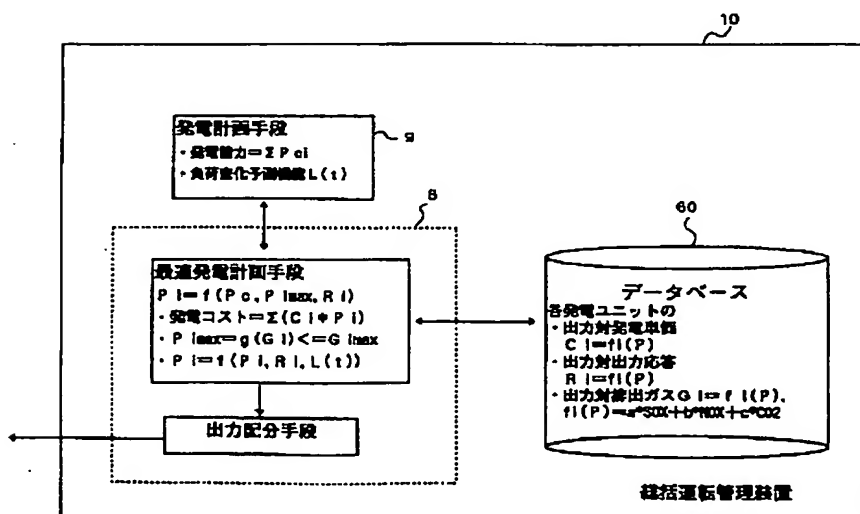 10
発電計画手段
・発電能力=ΣPci
・負荷変化予測機能L(t)
9
8
最適発電計画手段
Pi=f(Pc,Pimax,Ri)
・発電コスト=Σ(Ci*Pi)
・Pimax=g(Gi)<=Gimax
・Pi=f(Pi,Ri,L(t))
出力配分手段
60
データベース
各発電ユニットの
・出力対発電単価
Ci=fi(P)
・出力対出力応答
Ri=fi(P)
・出力対排出ガスGi=fi(P),
fi(P)=a*SOX+b*NOX+c*CO2
総括運転管理装置